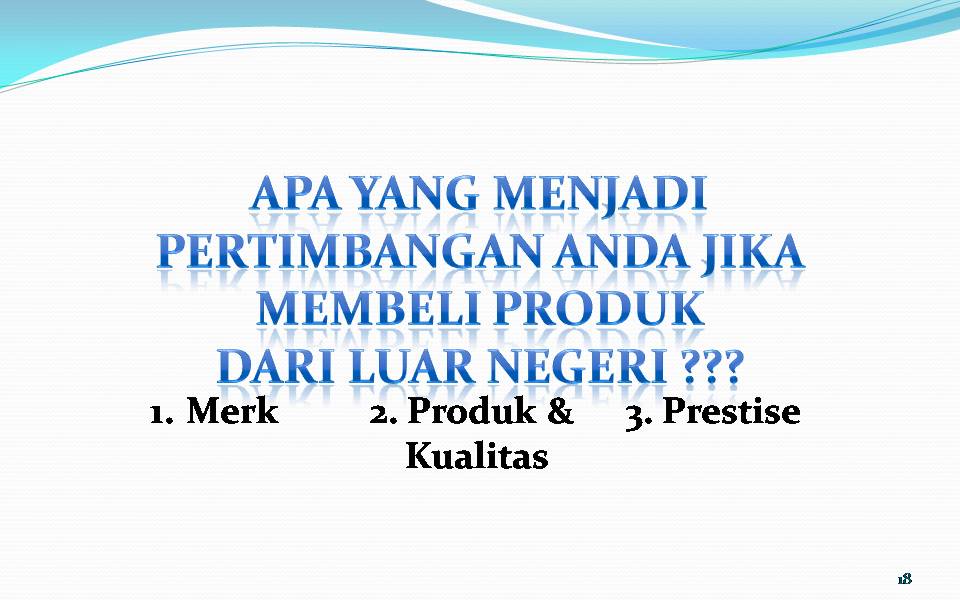 APA YANG MENJADI
PERTIMBANGAN ANDA JIKA
MEMBELI PRODUK
DARI LUAR NEGERI ???
1. Merk 2. Produk & 3. Prestise
Kualitas
18